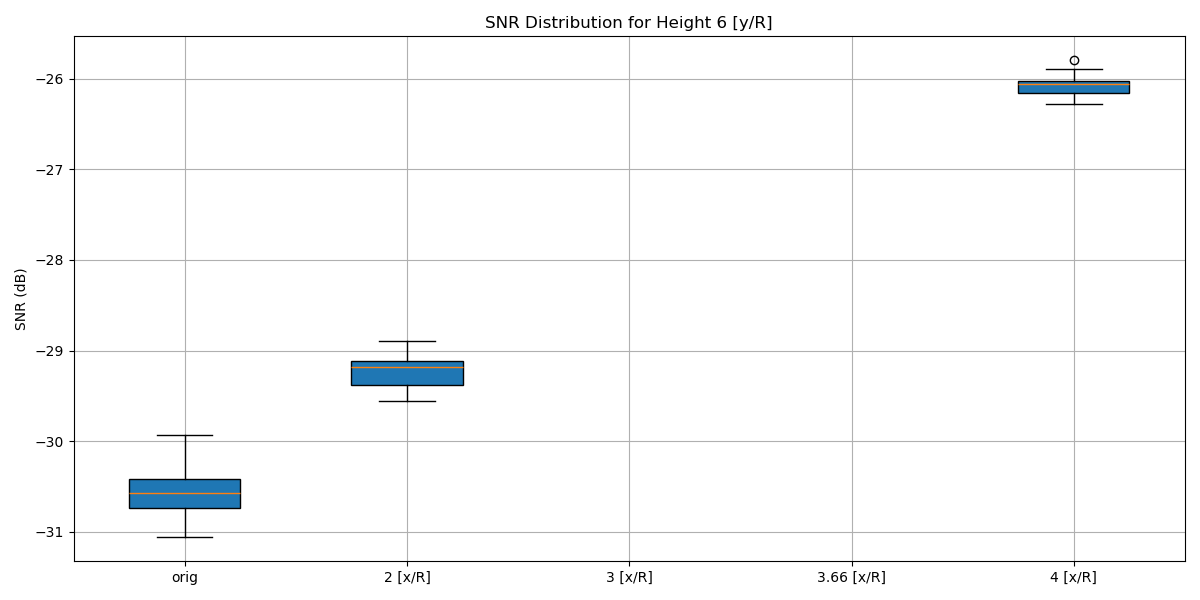 SNR Distribution for Height 6 [y/R]
SNR (dB)
−26
−27
−28
−29
−30
−31
orig
2 [x/R]
3 [x/R]
3.66 [x/R]
4 [x/R]